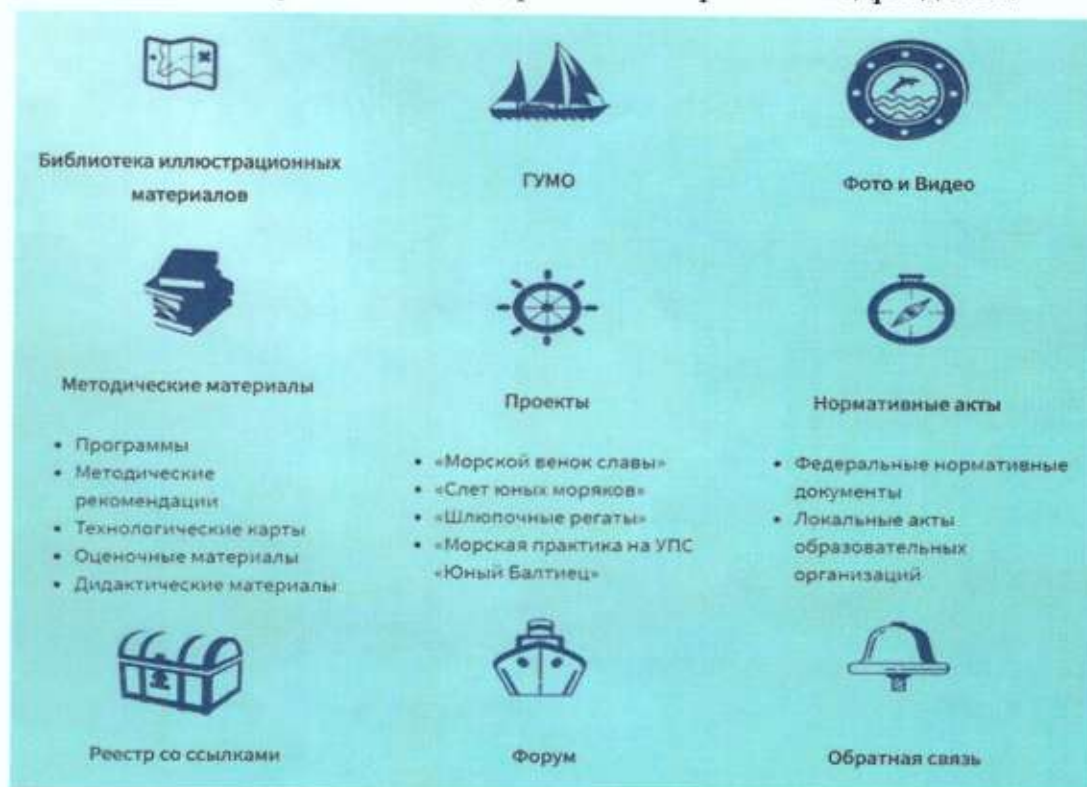 Библиотека иллюстрационных
материалов
ГУМО
Фото и Видео
Методические материалы
• Программы
• Методические
рекомендации
• Технологические карты
• Оценочные материалы
• Дидактические материалы
Проекты
• «Морской венок славы»
• «Слет юных моряков»
• «Шлюпочные регаты»
• «Морская практика на УПС
«Юный Балтиец»
Нормативные акты
• Федеральные нормативные
документы
• Локальные акты
образовательных
организаций
Реестр со ссылками
Форум
Обратная связь